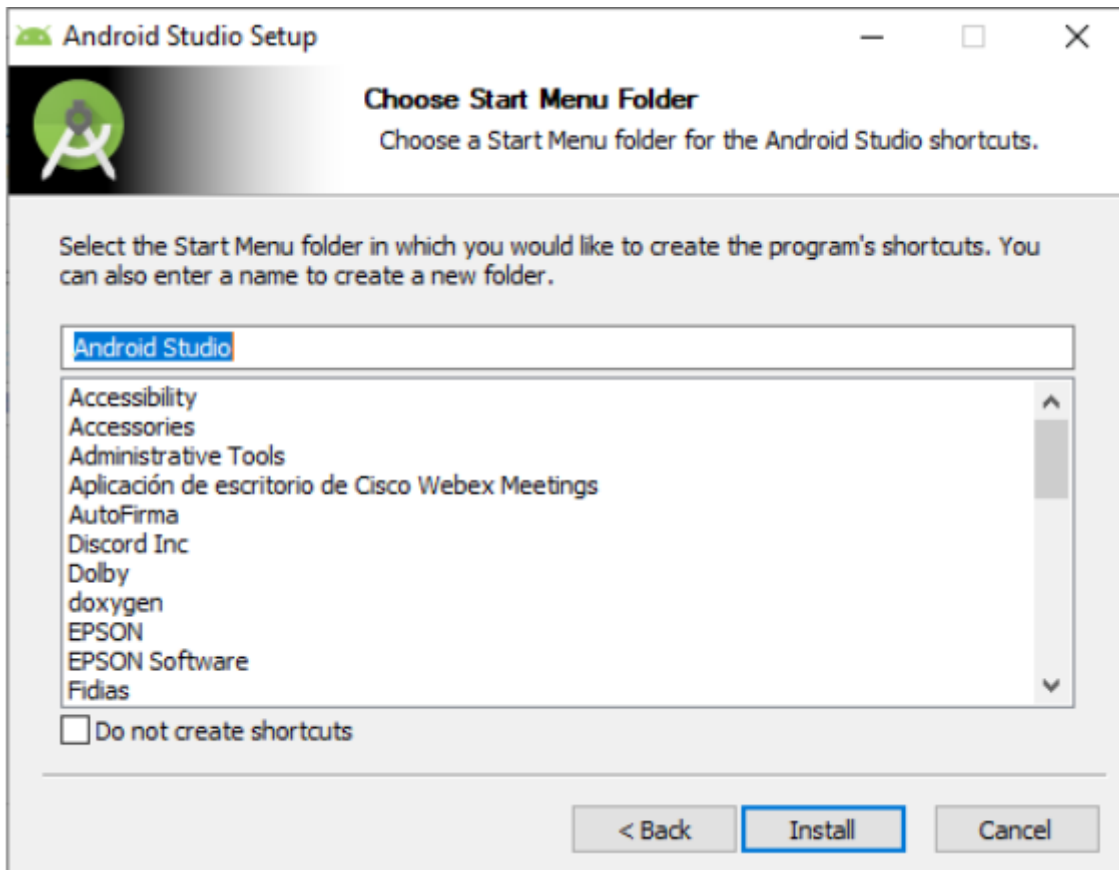 Android Studio Setup
Choose Start Menu Folder
Choose a Start Menu folder for the Android Studio shortcuts.
Select the Start Menu folder in which you would like to create the program's shortcuts. You
can also enter a name to create a new folder.
Android Studio
Accessibility
Accessories
Administrative Tools
Aplicación de escritorio de Cisco Webex Meetings
AutoFirma
Discord Inc
Dolby
doxygen
EPSON
EPSON Software
Fidias
Do not create shortcuts
< Back
Install
Cancel